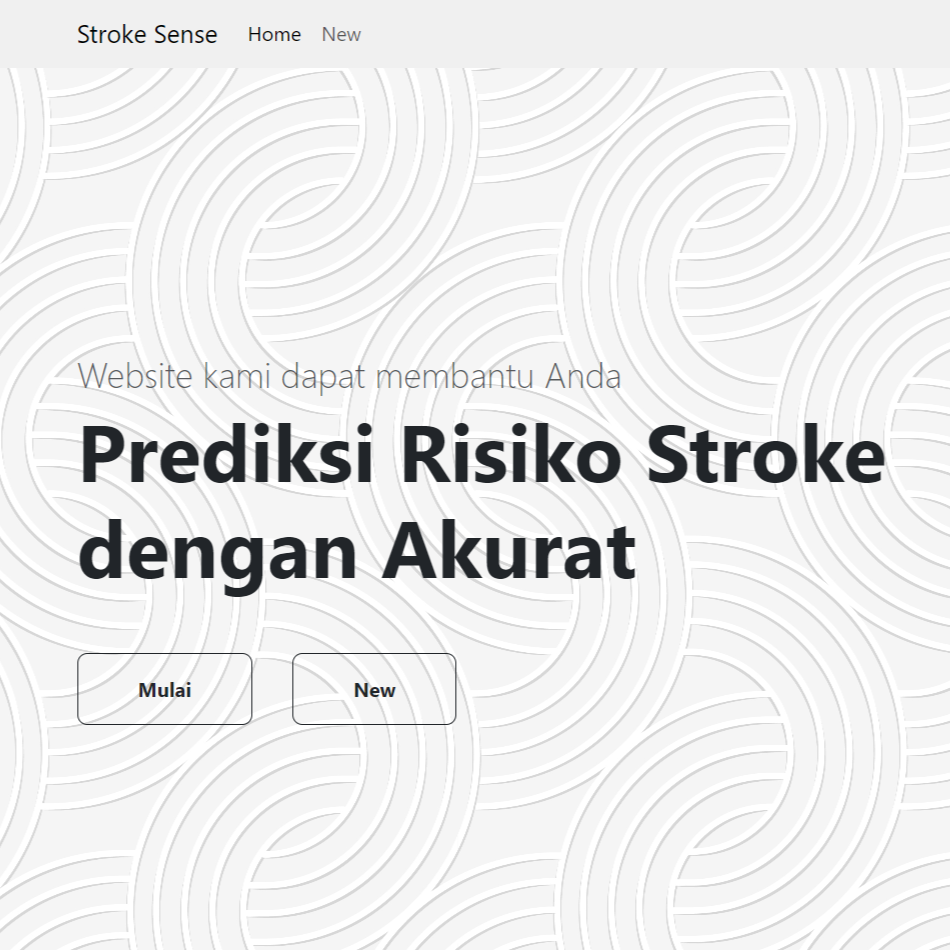 Stroke Sense Home New
Website kami dapat membantu Anda
Prediksi Risiko Stroke
dengan Akurat
Mulai New